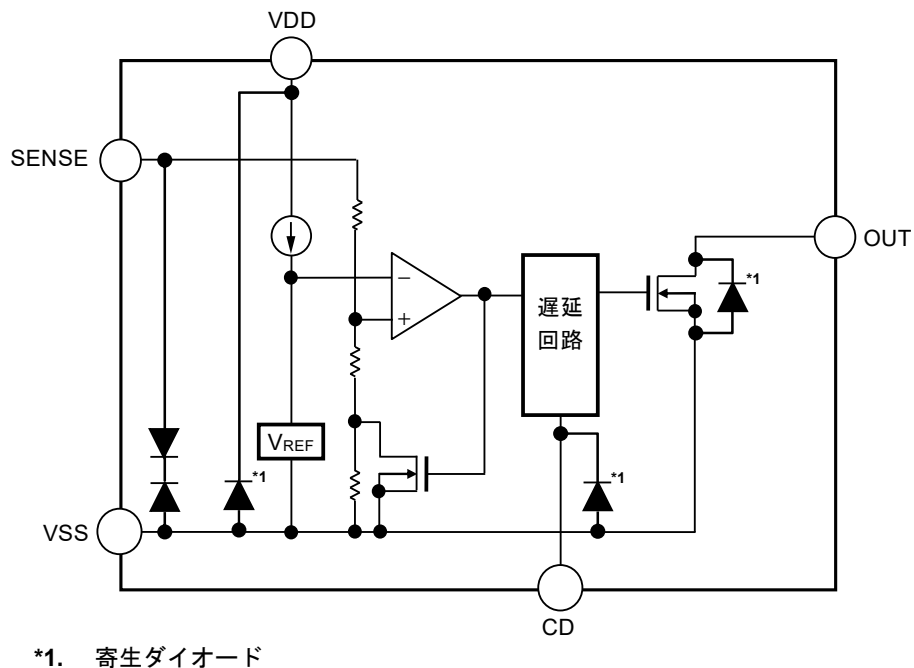 VDD
SENSE
OUT
−
+
遅延
回路
*1
VREF
*1
*1
VSS
CD
*1. 寄生ダイオード